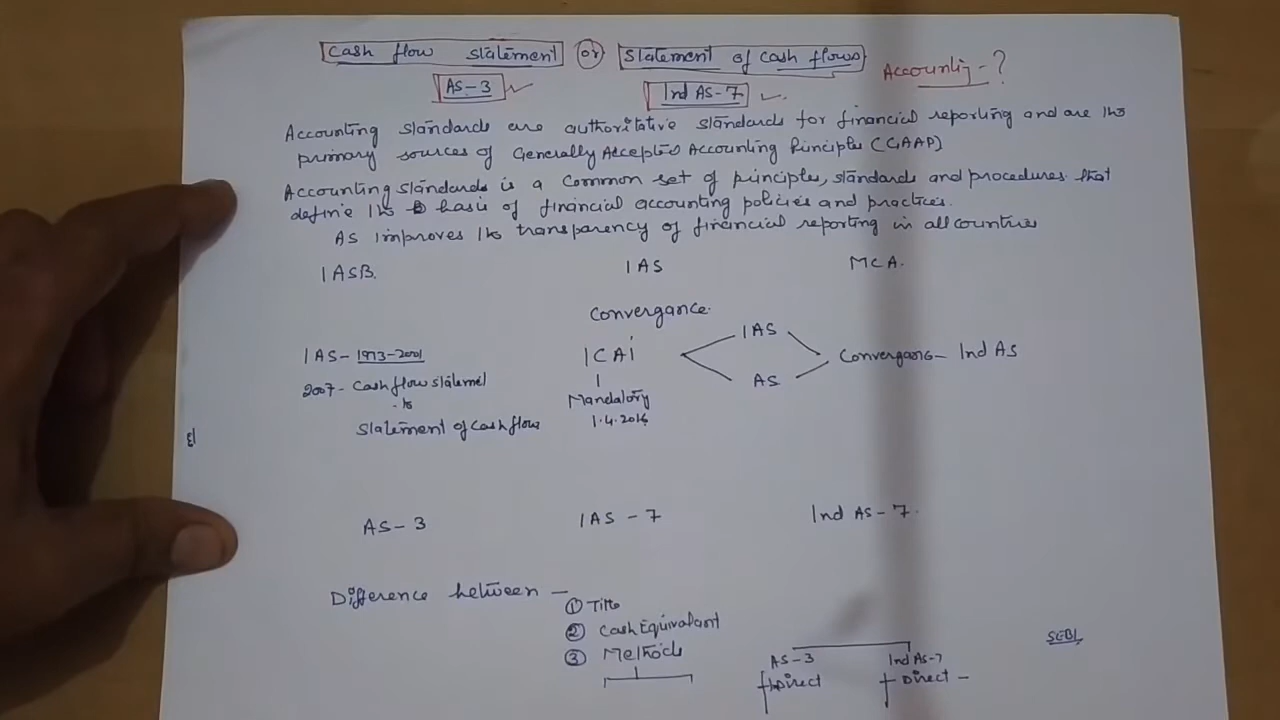 Cash flow statement (or) Statement of cash flows Accounting - ?
AS-3 Ind AS-7
Accounting standards are authoritative standards for financial reporting and are the
primary sources of Generally Accepted Accounting Principles (GAAP)
Accounting standards is a common set of principles, standards and procedures that
define the basis of financial accounting policies and practices.
AS improves the transparency of financial reporting in all countries
IASB. IAS MCA.
Convergance.
IAS - 1973-2001 ICAI IAS Convergans - Ind AS
AS
2007 - Cash flow statement Mandatory
to
Statement of cash flows 1.4.2016
13
AS-3 IAS-7 Ind AS-7.
Difference between -
① Title
② Cash Equivalant
③ Methods
SEBI
AS-3 Ind AS-7
Direct Direct -